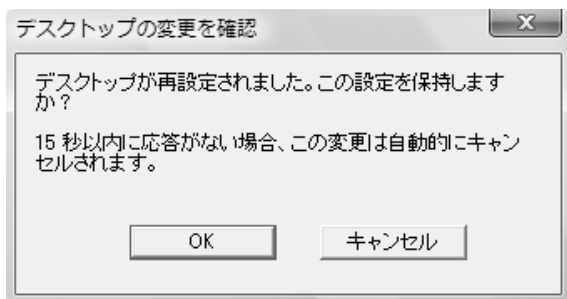 デスクトップの変更を確認
デスクトップが再設定されました。この設定を保持します
か？
15 秒以内に応答がない場合、この変更は自動的にキャン
セルされます。
OK
キャンセル